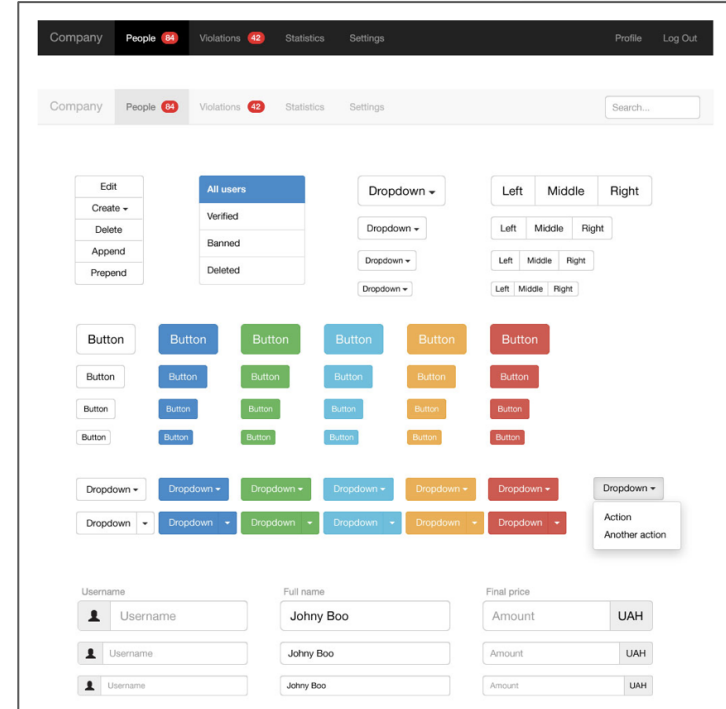 Company People 84 Violations 42 Statistics Settings Profile Log Out
Company People 84 Violations 42 Statistics Settings Search...
Edit
Create
Delete
Append
Prepend
All users
Verified
Banned
Deleted
Dropdown
Dropdown
Dropdown
Dropdown
Left Middle Right
Left Middle Right
Left Middle Right
Left Middle Right
Button Button Button Button Button Button
Button Button Button Button Button Button
Button Button Button Button Button Button
Button Button Button Button Button Button
Dropdown Dropdown Dropdown Dropdown Dropdown Dropdown
Dropdown Dropdown Dropdown Dropdown Dropdown Dropdown
Dropdown
Action
Another action
Username Full name Final price
Username Johny Boo Amount UAH
Username Johny Boo Amount UAH
Username Johny Boo Amount UAH